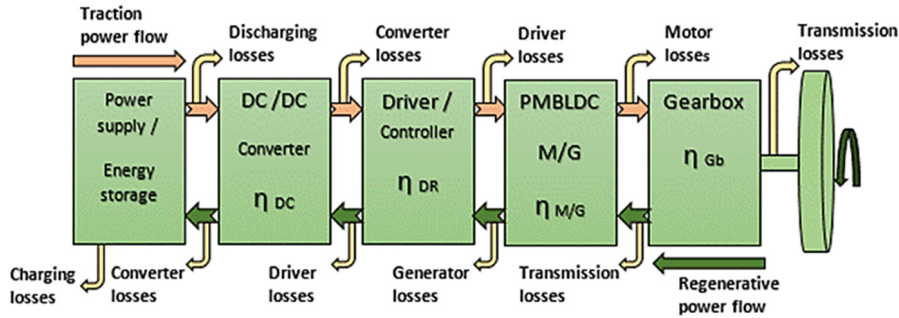 Traction
power flow
Discharging
losses
Converter
losses
Driver
losses
Motor
losses
Transmission
losses
Power
supply /
Energy
storage
DC /DC
Converter
η DC
Driver /
Controller
η DR
PMBLDC
M/G
η M/G
Gearbox
η Gb
Charging
losses
Converter
losses
Driver
losses
Generator
losses
Transmission
losses
Regenerative
power flow